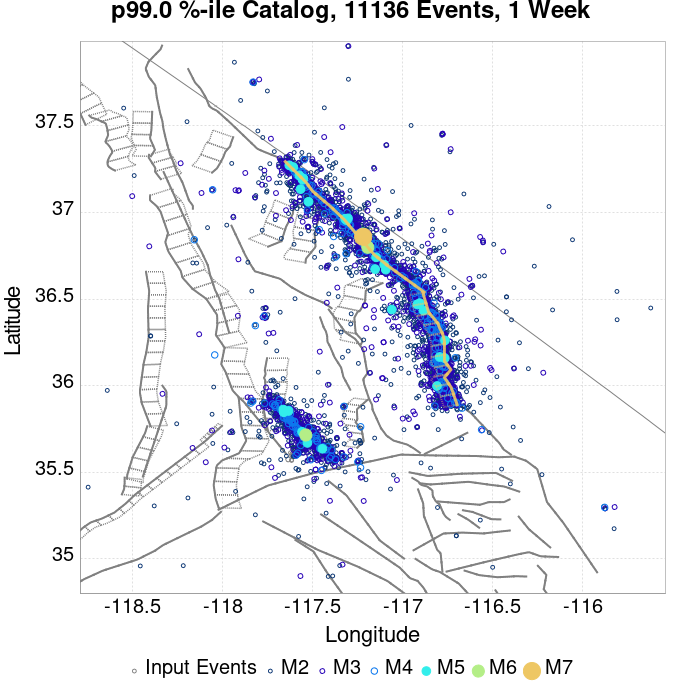 p99.0 %-ile Catalog, 11136 Events, 1 Week
37.5
37
36.5
36
35.5
35
Latitude
-118.5 -118 -117.5 -117 -116.5 -116
Longitude
Input Events M2 M3 M4 M5 M6 M7